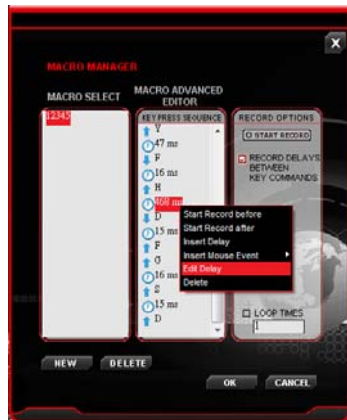 X
MACRO MANAGER
MACRO SELECT
12345
MACRO ADVANCED
EDITOR
KEY PRESS SEQUENCE
Y
47 ms
F
16 ms
H
468 ms
D
15 ms
F
G
16 ms
S
15 ms
D
Start Record before
Start Record after
Insert Delay
Insert Mouse Event
Edit Delay
Delete
RECORD OPTIONS
START RECORD
RECORD DELAYS
BETWEEN
KEY COMMANDS
LOOP TIMES
1
NEW
DELETE
OK
CANCEL